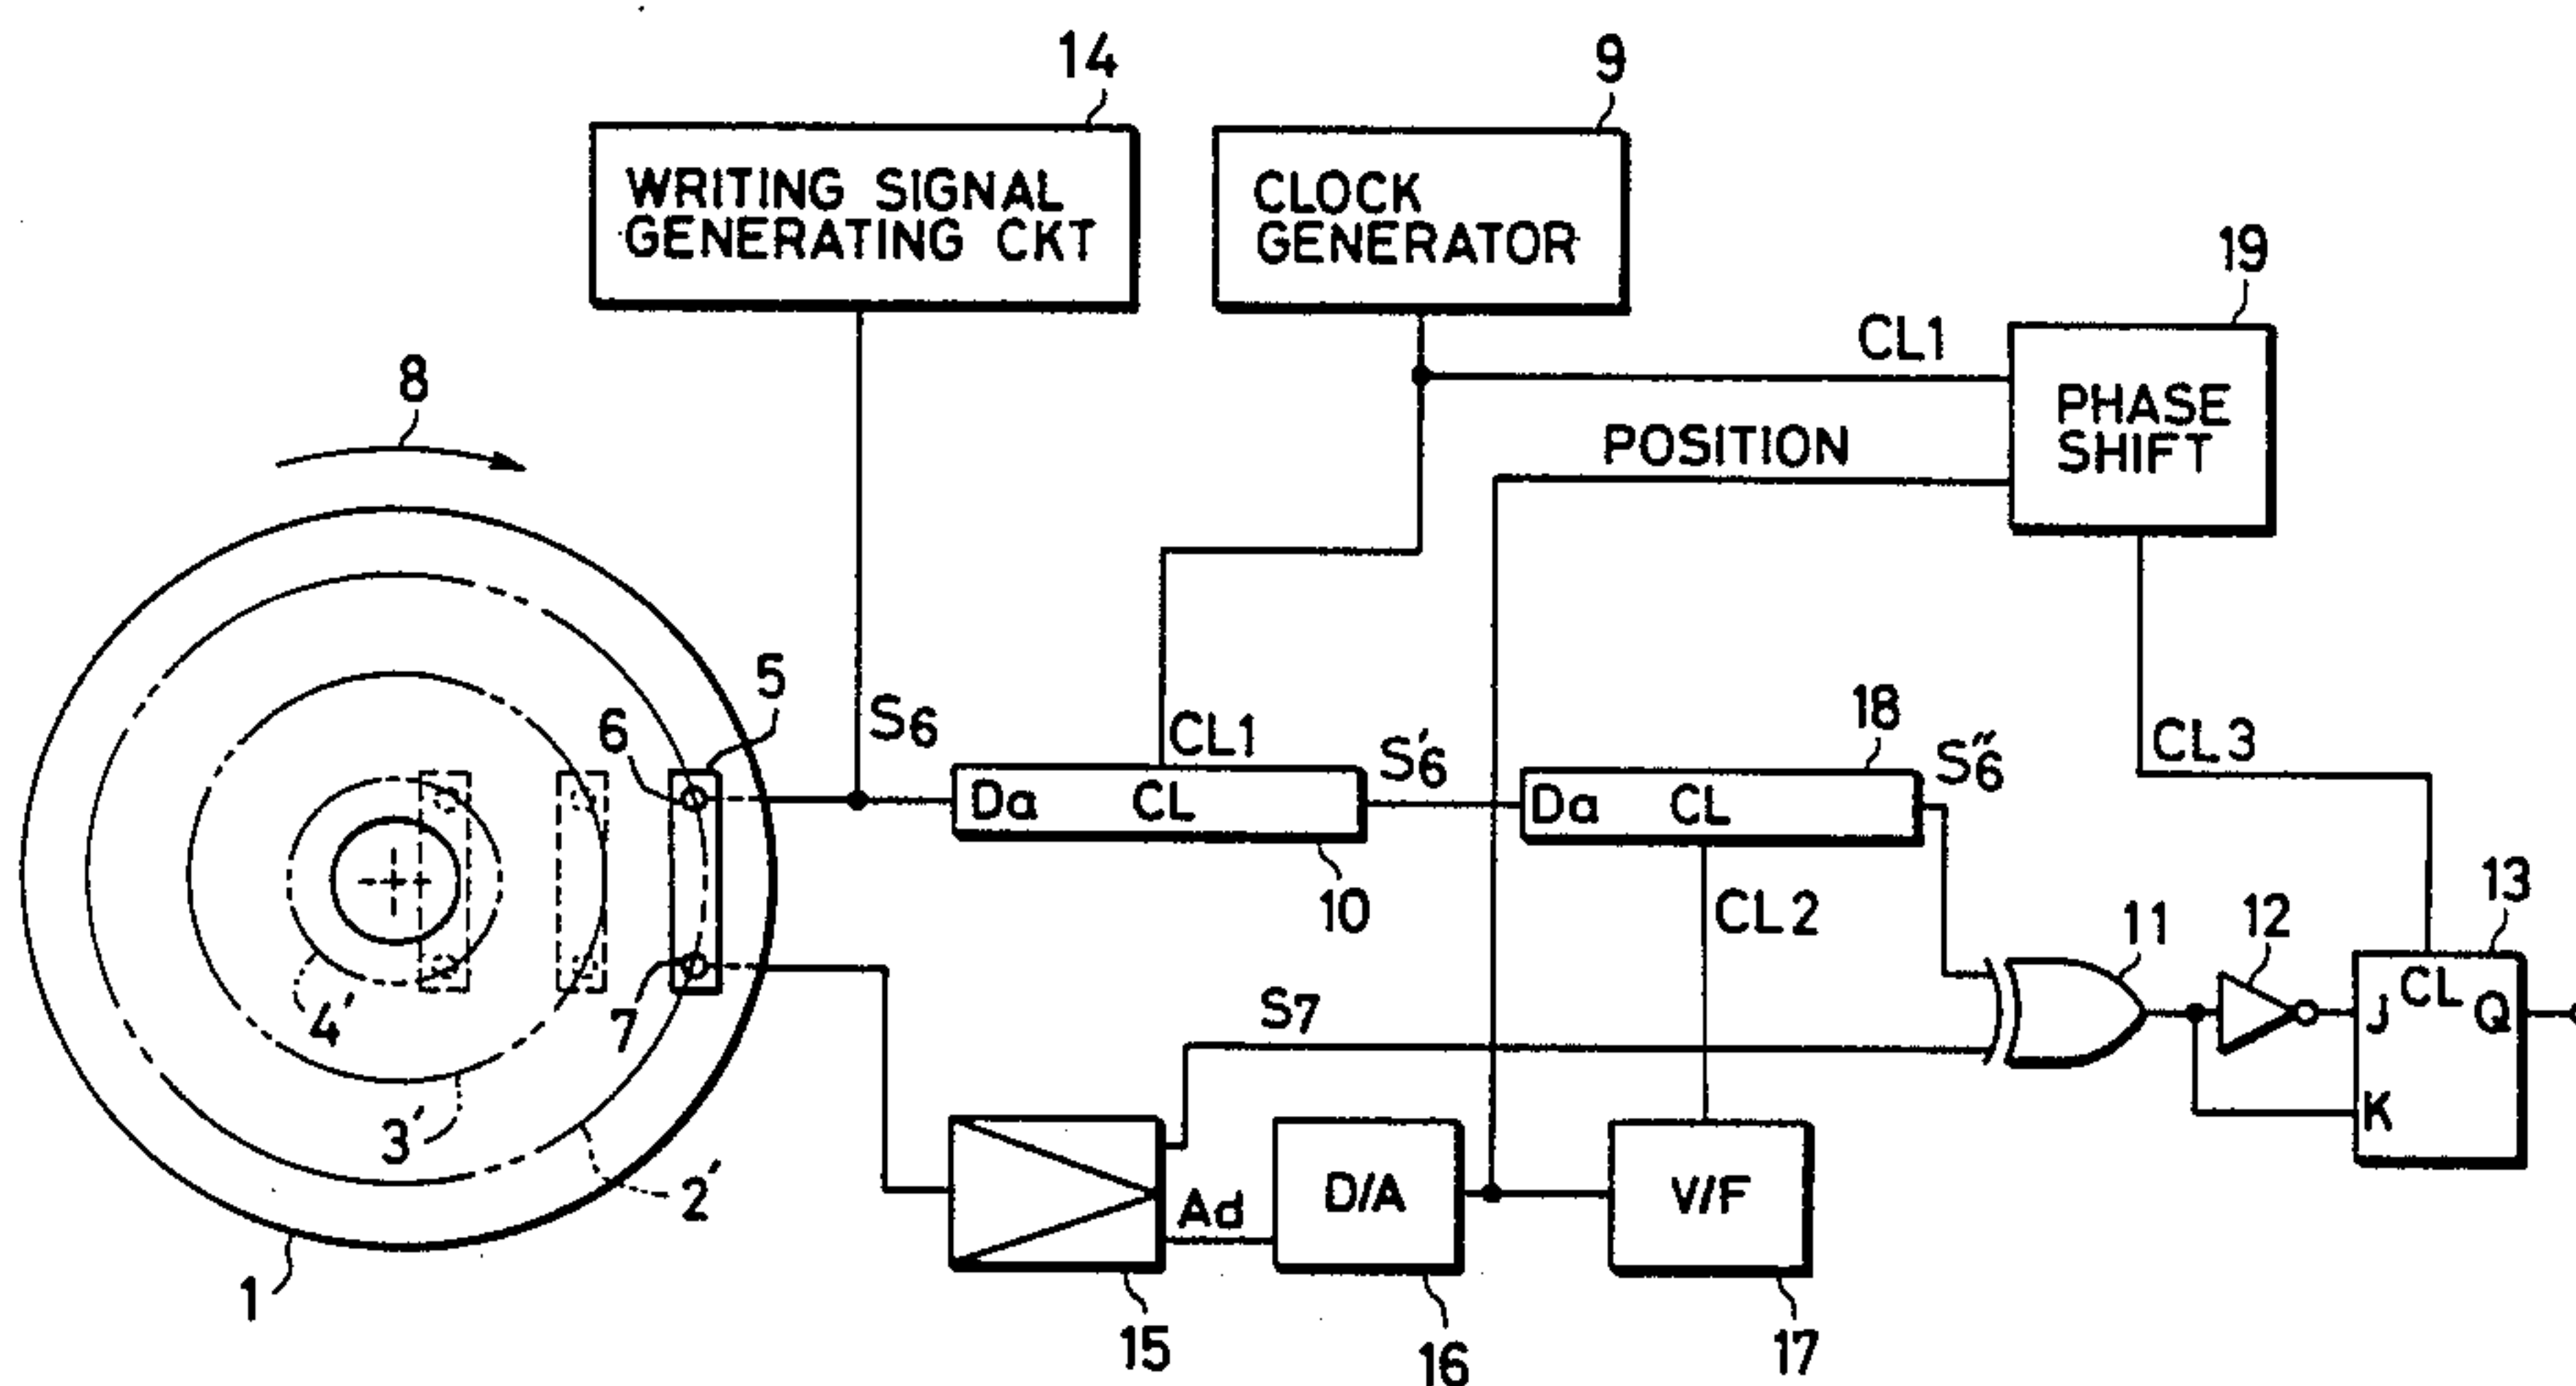 14
9
WRITING SIGNAL
GENERATING CKT
CLOCK
GENERATOR
19
CL1
PHASE
SHIFT
8
POSITION
5
6
S6
CL1
S6'
18
S6''
CL3
Da CL
Da CL
10
CL2
13
11
12
J CL Q
K
7
S7
4'
3'
2'
Ad
D/A
V/F
1
15
16
17